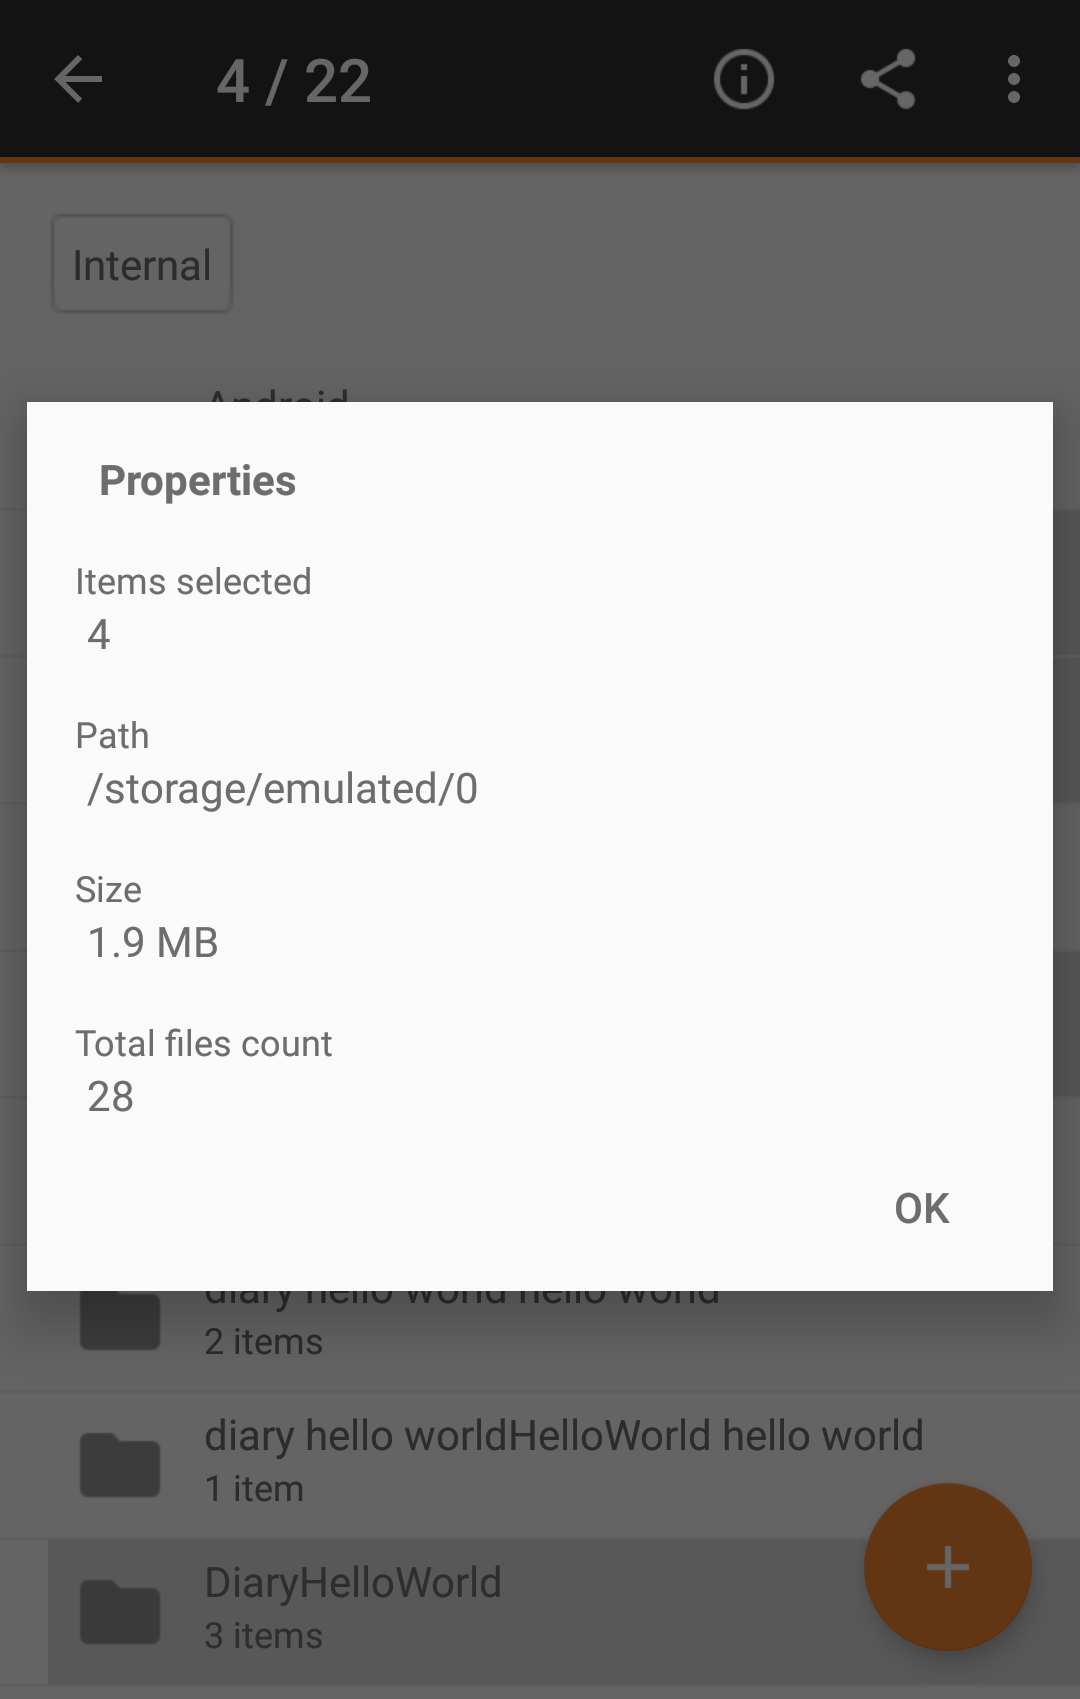 4 / 22
Internal
Android
Properties
Items selected
4
Path
/storage/emulated/0
Size
1.9 MB
Total files count
28
OK
diary hello world hello world
2 items
diary hello worldHelloWorld hello world
1 item
DiaryHelloWorld
3 items